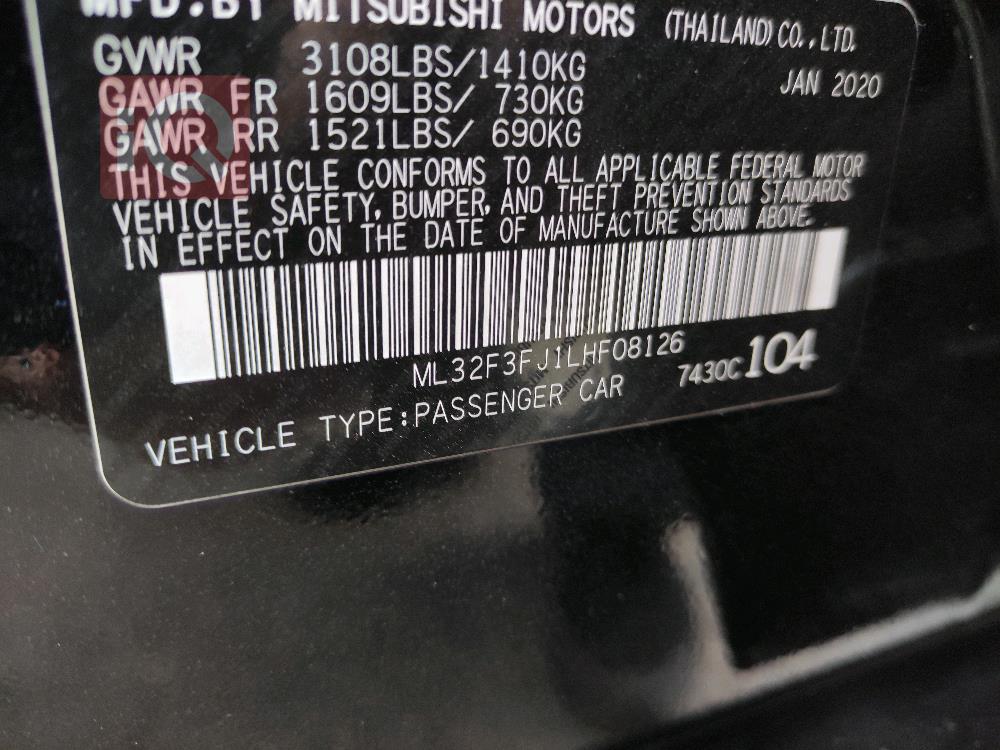 MFD.BY MITSUBISHI MOTORS (THAILAND) CO.,LTD.
GVWR 3108LBS/1410KG JAN 2020
GAWR FR 1609LBS/ 730KG
GAWR RR 1521LBS/ 690KG
THIS VEHICLE CONFORMS TO ALL APPLICABLE FEDERAL MOTOR
VEHICLE SAFETY, BUMPER, AND THEFT PREVENTION STANDARDS
IN EFFECT ON THE DATE OF MANUFACTURE SHOWN ABOVE.
ML32F3FJ1LHF08126
7430C 104
VEHICLE TYPE:PASSENGER CAR